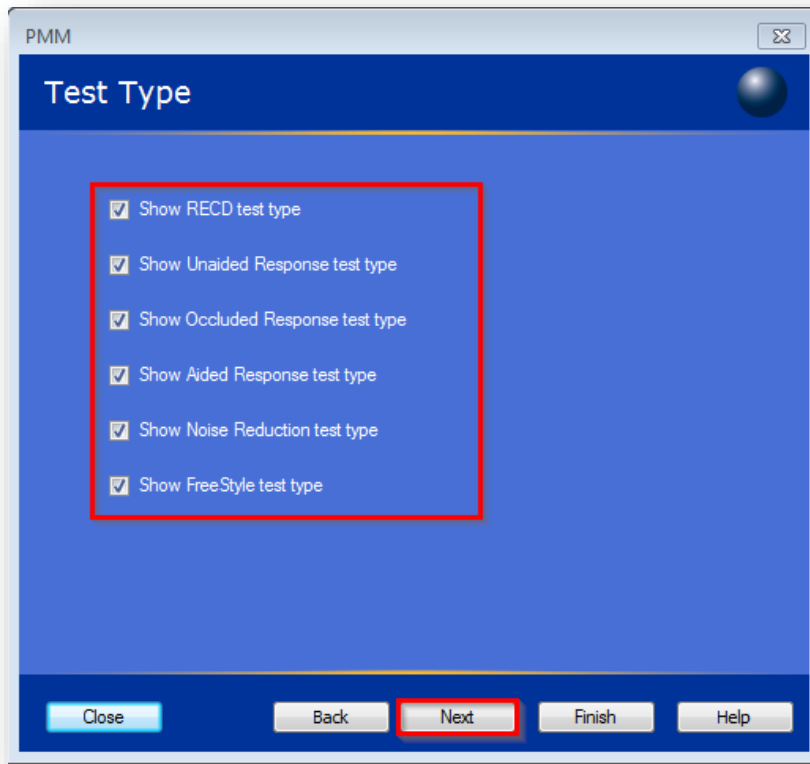 PMM
Test Type
Show RECD test type
Show Unaided Response test type
Show Occluded Response test type
Show Aided Response test type
Show Noise Reduction test type
Show FreeStyle test type
Close Back Next Finish Help